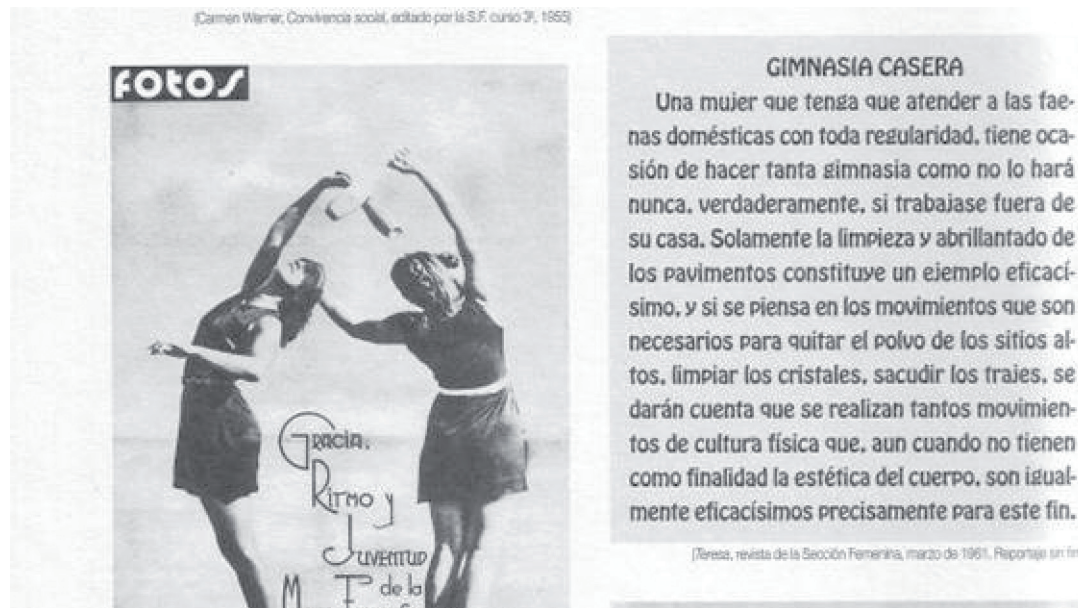 (Carmen Werner, Convivencia social, editado por la S.F. curso 3º, 1955)
FOTOS
Gracia,
Ritmo y
Juventud
de la
GIMNASIA CASERA
Una mujer que tenga que atender a las fae-
nas domésticas con toda regularidad, tiene oca-
sión de hacer tanta gimnasia como no lo hará
nunca, verdaderamente, si trabajase fuera de
su casa. Solamente la limpieza y abrillantado de
los pavimentos constituye un ejemplo eficací-
simo, y si se piensa en los movimientos que son
necesarios para quitar el polvo de los sitios al-
tos, limpiar los cristales, sacudir los trajes, se
darán cuenta que se realizan tantos movimien-
tos de cultura física que, aun cuando no tienen
como finalidad la estética del cuerpo, son igual-
mente eficacísimos precisamente para este fin.
(Teresa, revista de la Sección Femenina, marzo de 1961. Reportaje sin